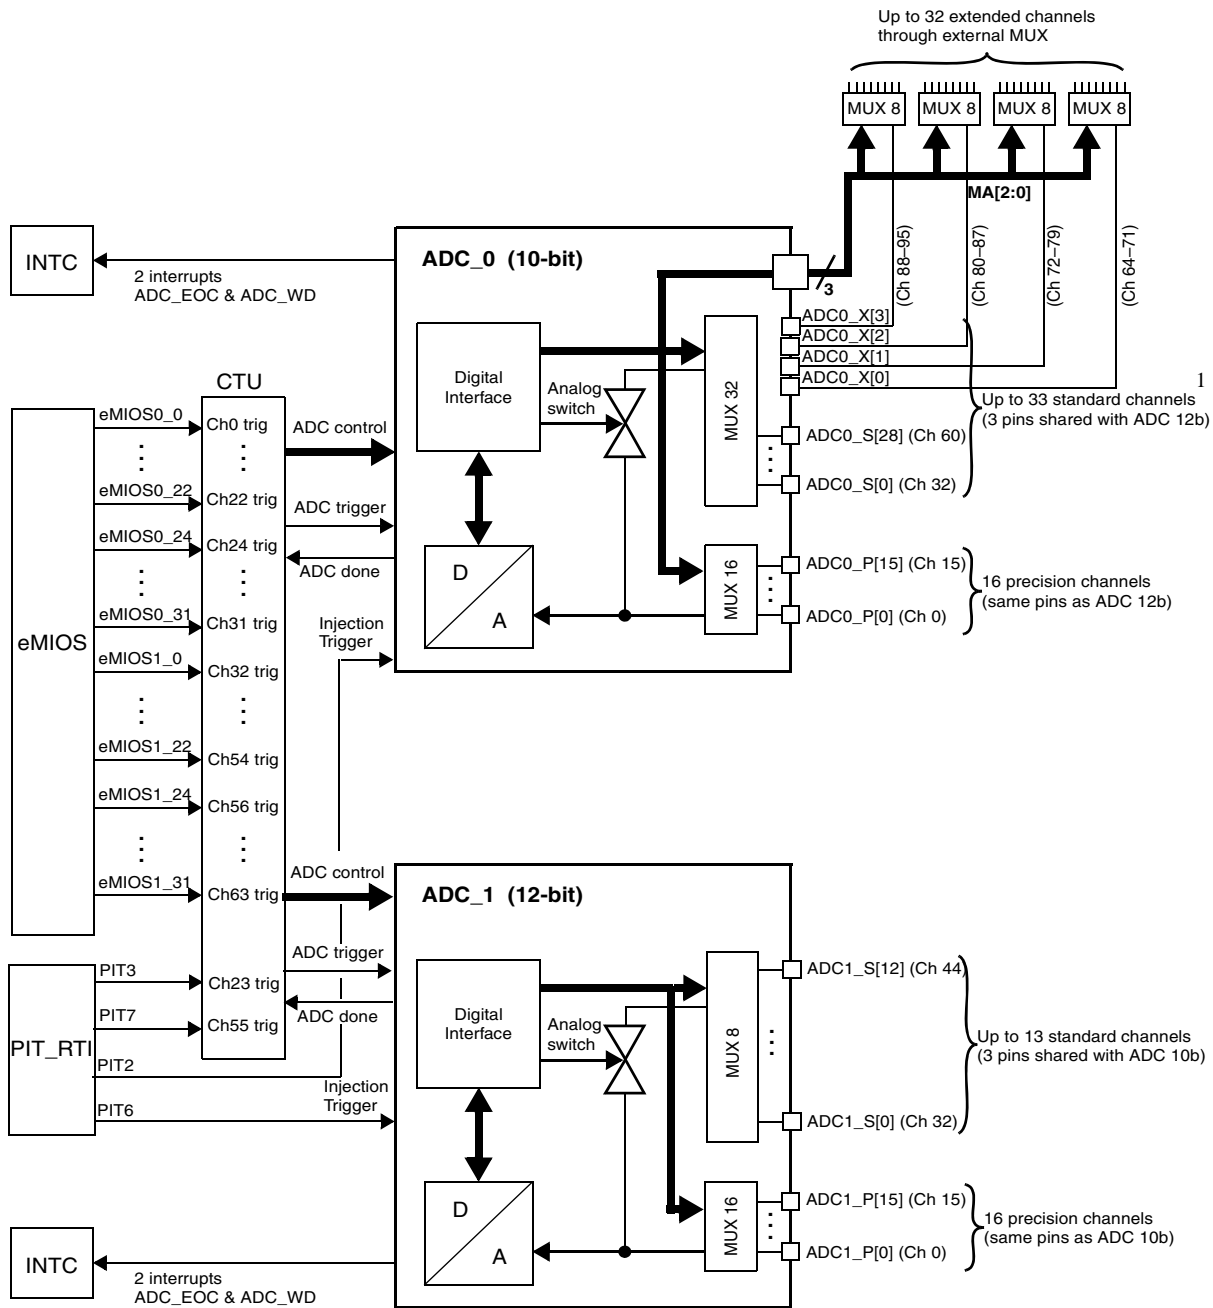 Up to 32 extended channels
through external MUX
MUX 8
MUX 8
MUX 8
MUX 8
MA[2:0]
(Ch 88–95)
(Ch 80–87)
(Ch 72–79)
(Ch 64–71)
INTC
2 interrupts
ADC_EOC & ADC_WD
ADC_0 (10-bit)
3
ADC0_X[3]
ADC0_X[2]
ADC0_X[1]
ADC0_X[0]
1
Up to 33 standard channels
(3 pins shared with ADC 12b)
Digital
Interface
Analog
switch
MUX 32
ADC0_S[28] (Ch 60)
ADC0_S[0] (Ch 32)
D
A
MUX 16
ADC0_P[15] (Ch 15)
ADC0_P[0] (Ch 0)
16 precision channels
(same pins as ADC 12b)
CTU
eMIOS
eMIOS0_0
Ch0 trig
eMIOS0_22
Ch22 trig
eMIOS0_24
Ch24 trig
eMIOS0_31
Ch31 trig
eMIOS1_0
Ch32 trig
eMIOS1_22
Ch54 trig
eMIOS1_24
Ch56 trig
eMIOS1_31
Ch63 trig
ADC control
ADC trigger
ADC done
Injection
Trigger
PIT_RTI
PIT3
Ch23 trig
PIT7
Ch55 trig
PIT2
PIT6
ADC control
ADC trigger
ADC done
Injection
Trigger
ADC_1 (12-bit)
Digital
Interface
Analog
switch
MUX 8
ADC1_S[12] (Ch 44)
ADC1_S[0] (Ch 32)
Up to 13 standard channels
(3 pins shared with ADC 10b)
D
A
MUX 16
ADC1_P[15] (Ch 15)
ADC1_P[0] (Ch 0)
16 precision channels
(same pins as ADC 10b)
INTC
2 interrupts
ADC_EOC & ADC_WD